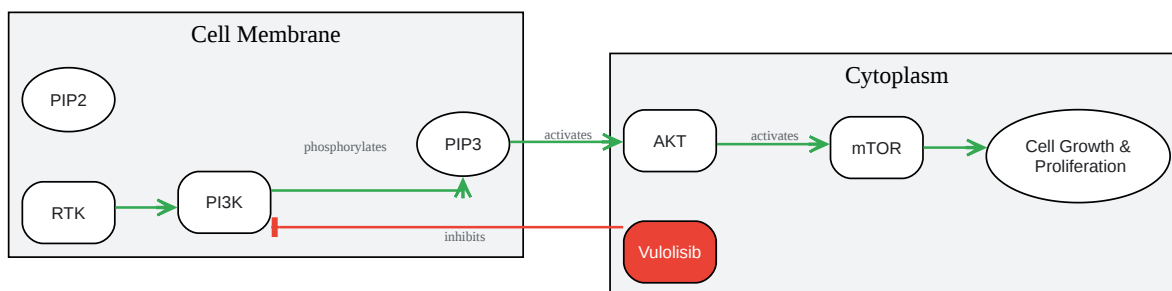 Cell Membrane
PIP2
RTK
PI3K
phosphorylates
PIP3
inhibits
activates
Cytoplasm
AKT
activates
mTOR
Cell Growth &
Proliferation
Vulolisib